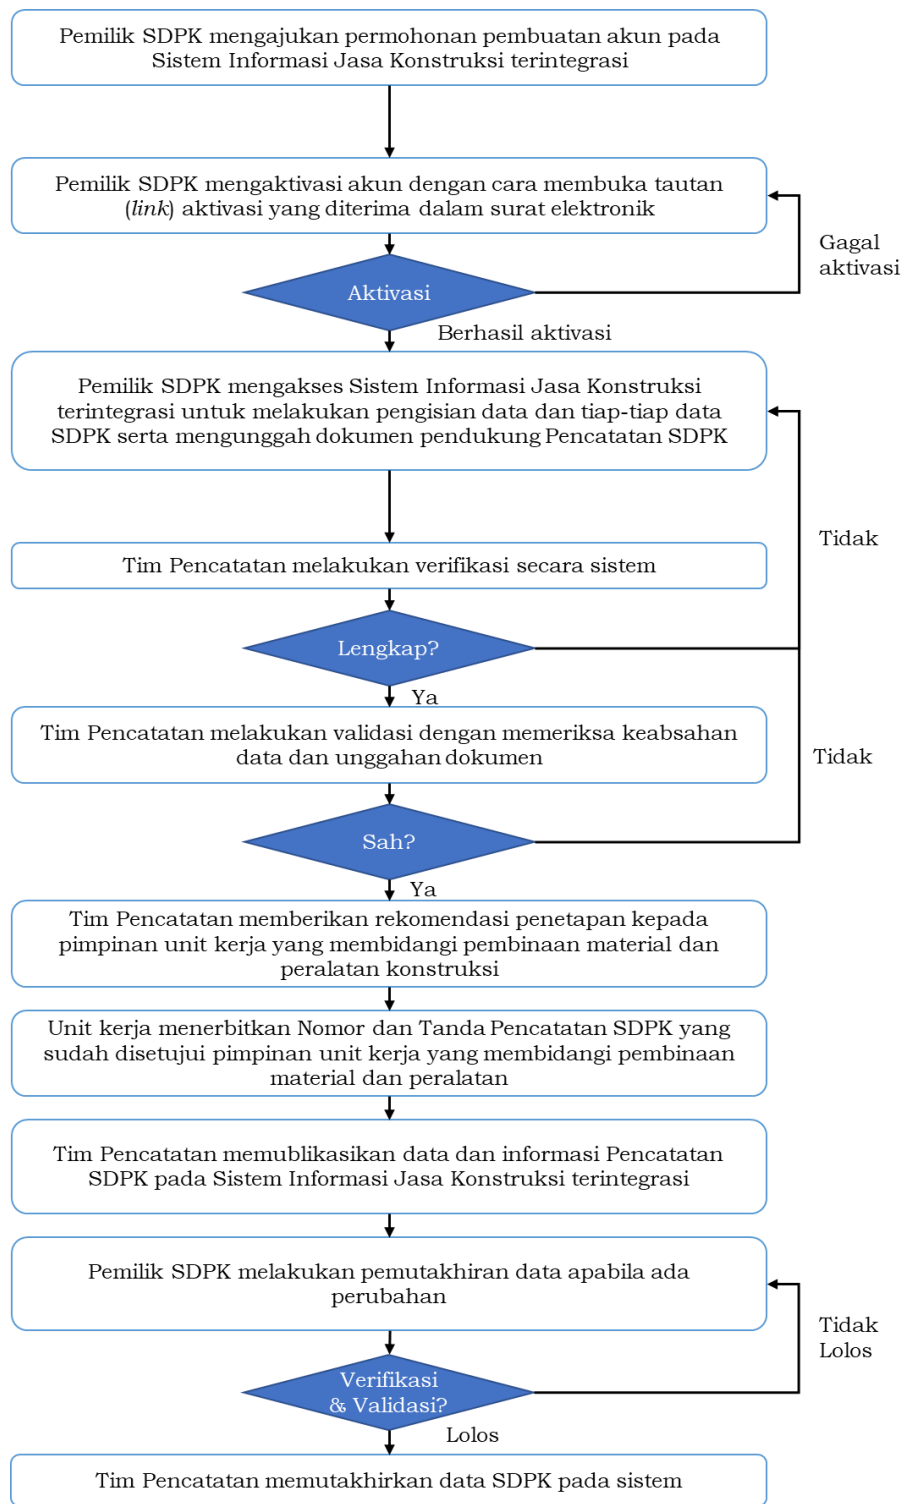 Pemilik SDPK mengajukan permohonan pembuatan akun pada
Sistem Informasi Jasa Konstruksi terintegrasi
Pemilik SDPK mengaktivasi akun dengan cara membuka tautan
(link) aktivasi yang diterima dalam surat elektronik
Gagal
aktivasi
Aktivasi
Berhasil aktivasi
Pemilik SDPK mengakses Sistem Informasi Jasa Konstruksi
terintegrasi untuk melakukan pengisian data dan tiap-tiap data
SDPK serta mengunggah dokumen pendukung Pencatatan SDPK
Tidak
Tim Pencatatan melakukan verifikasi secara sistem
Lengkap?
Ya
Tim Pencatatan melakukan validasi dengan memeriksa keabsahan
data dan unggahan dokumen
Tidak
Sah?
Ya
Tim Pencatatan memberikan rekomendasi penetapan kepada
pimpinan unit kerja yang membidangi pembinaan material dan
peralatan konstruksi
Unit kerja menerbitkan Nomor dan Tanda Pencatatan SDPK yang
sudah disetujui pimpinan unit kerja yang membidangi pembinaan
material dan peralatan
Tim Pencatatan memublikasikan data dan informasi Pencatatan
SDPK pada Sistem Informasi Jasa Konstruksi terintegrasi
Pemilik SDPK melakukan pemutakhiran data apabila ada
perubahan
Tidak
Lolos
Verifikasi
& Validasi?
Lolos
Tim Pencatatan memutakhirkan data SDPK pada sistem